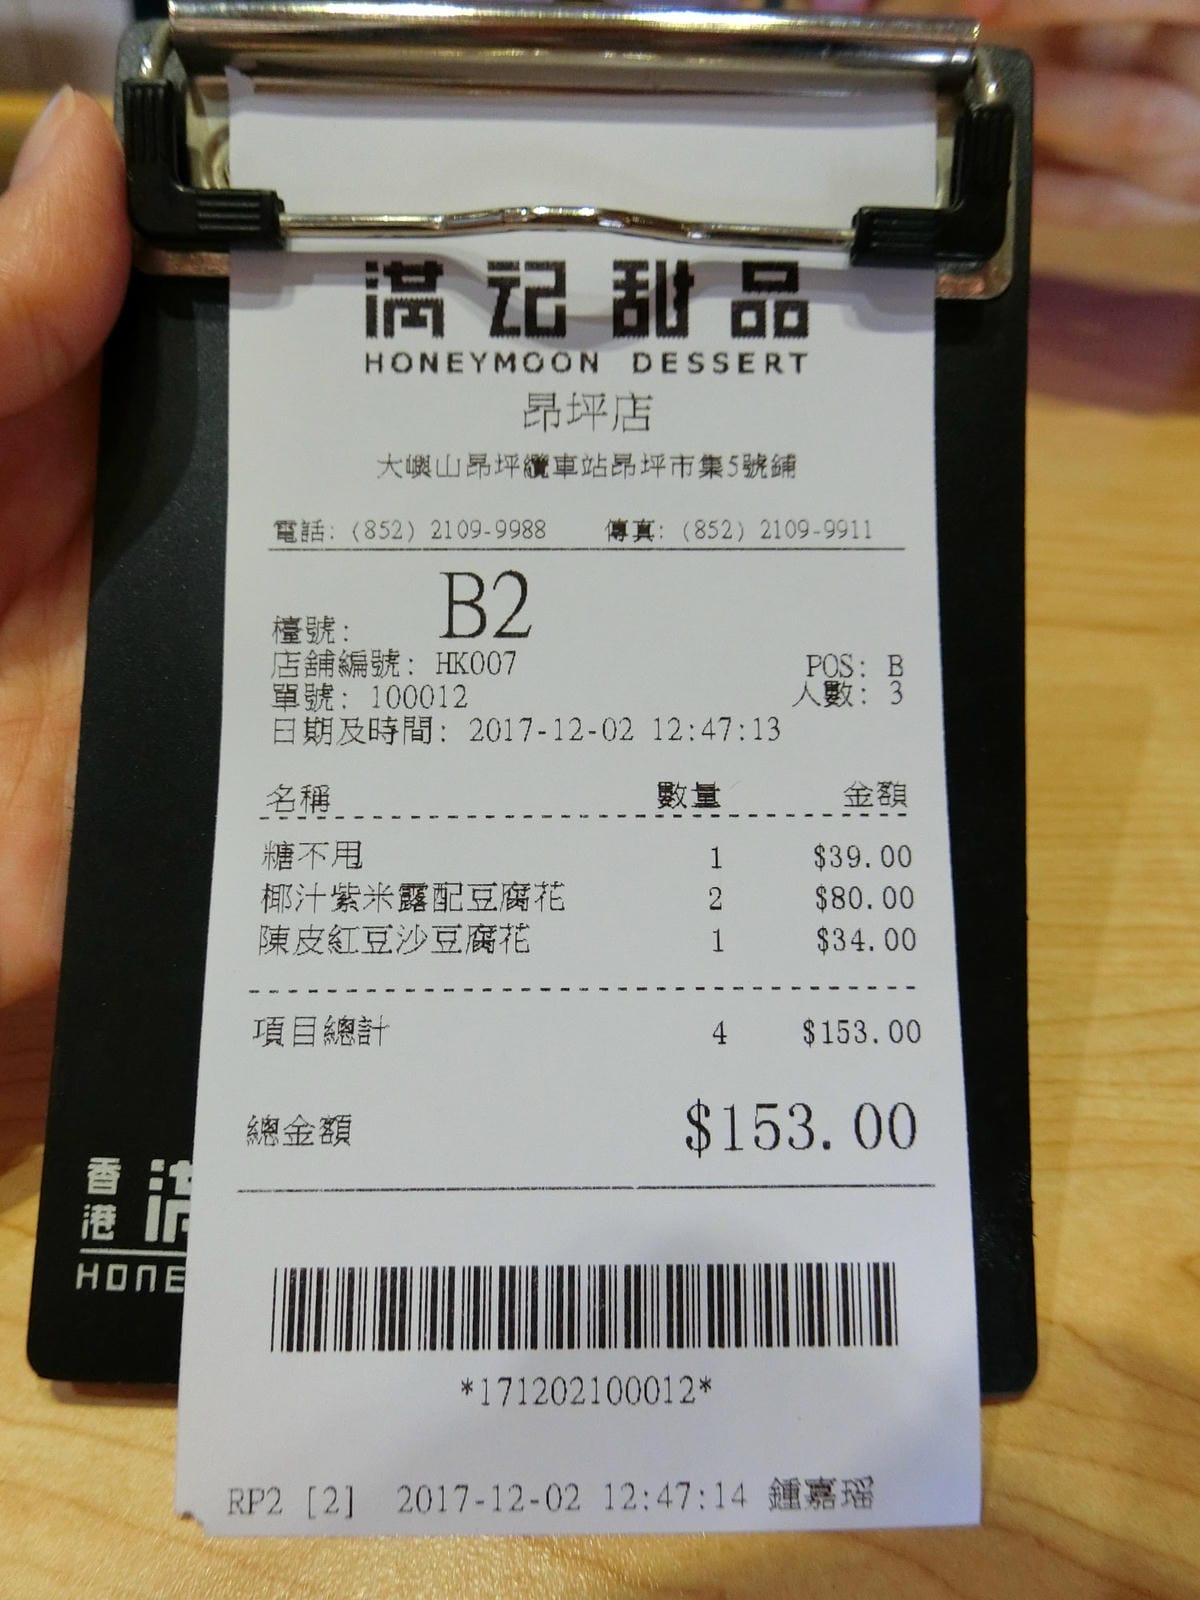 满记甜品
HONEYMOON DESSERT
昂坪店
大嶼山昂坪纜車站昂坪市集5號鋪
電話: (852) 2109-9988 傳真: (852) 2109-9911
檯號: B2
店舖編號: HK007 POS: B
單號: 100012 人數: 3
日期及時間: 2017-12-02 12:47:13
名稱 數量 金額
糖不甩 1 $39.00
椰汁紫米露配豆腐花 2 $80.00
陳皮紅豆沙豆腐花 1 $34.00
項目總計 4 $153.00
總金額 $153.00
*171202100012*
RP2 [2] 2017-12-02 12:47:14 鍾嘉瑤
香港 满
HONE